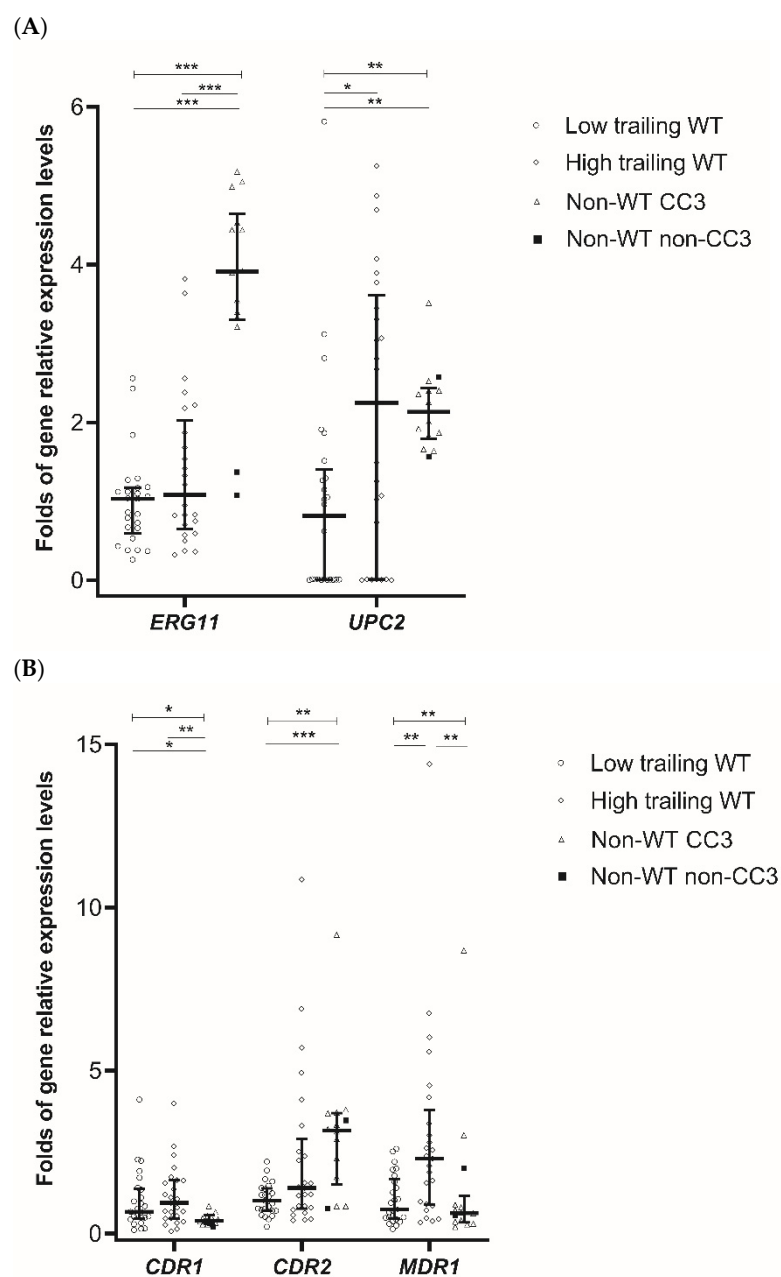 (A)
*** **
*** *
*** **
Folds of gene relative expression levels
6
4
2
0
Low trailing WT
High trailing WT
Non-WT CC3
Non-WT non-CC3
ERG11 UPC2
(B)
* ** **
** *** ** **
*
Folds of gene relative expression levels
15
10
5
0
Low trailing WT
High trailing WT
Non-WT CC3
Non-WT non-CC3
CDR1 CDR2 MDR1